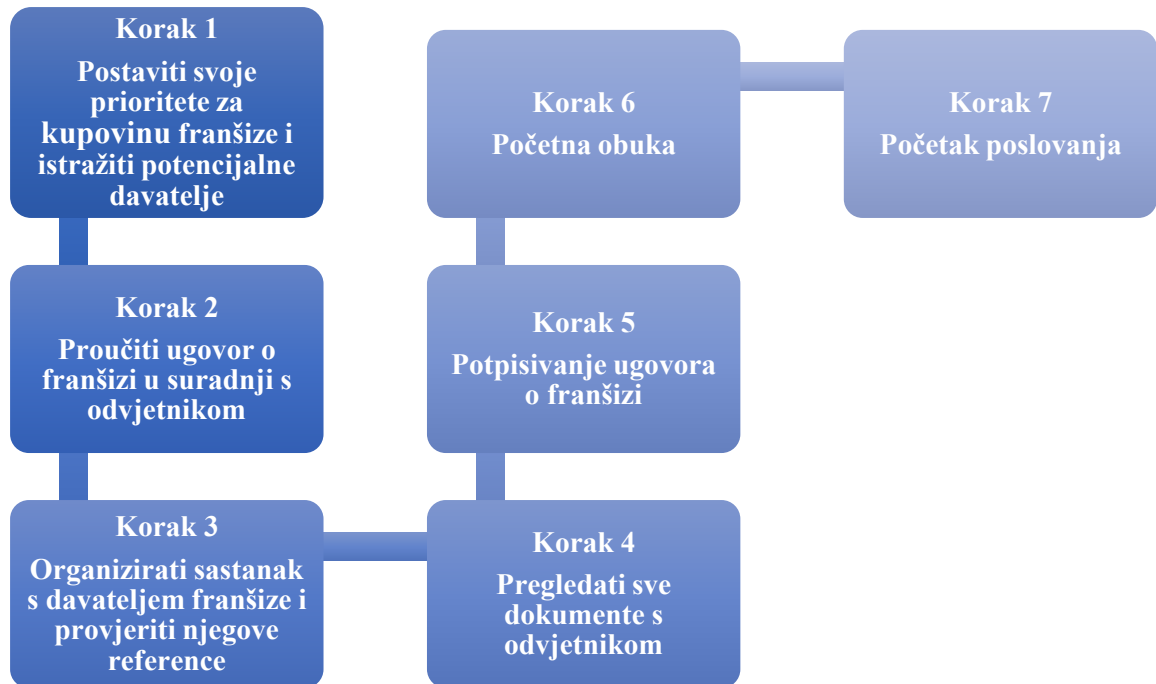 Korak 1
Postaviti svoje
prioritete za
kupovinu franšize i
istražiti potencijalne
davatelje
Korak 2
Proučiti ugovor o
franšizi u suradnji s
odvjetnikom
Korak 3
Organizirati sastanak
s davateljem franšize i
provjeriti njegove
reference
Korak 4
Pregledati sve
dokumente s
odvjetnikom
Korak 5
Potpisivanje ugovora
o franšizi
Korak 6
Početna obuka
Korak 7
Početak poslovanja